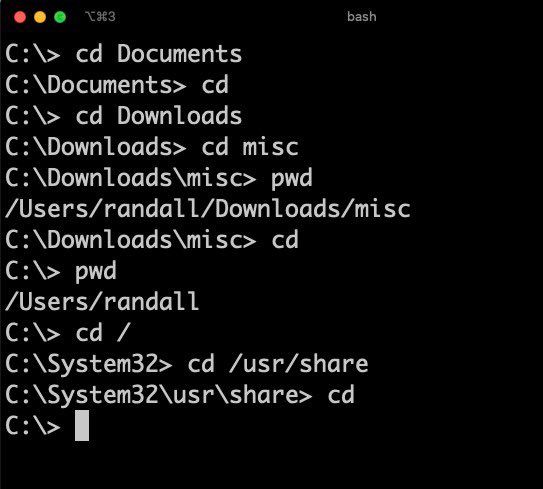 ⌥⌘3 bash
C:\> cd Documents
C:\Documents> cd
C:\> cd Downloads
C:\Downloads> cd misc
C:\Downloads\misc> pwd
/Users/randall/Downloads/misc
C:\Downloads\misc> cd
C:\> pwd
/Users/randall
C:\> cd /
C:\System32> cd /usr/share
C:\System32\usr\share> cd
C:\>